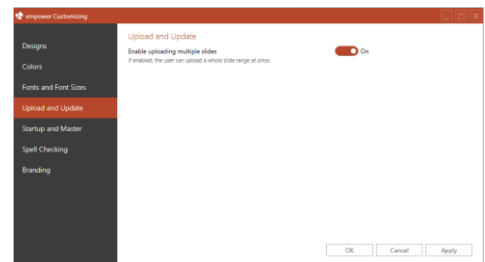 empower Customizing
Designs
Colors
Fonts and Font Sizes
Upload and Update
Startup and Master
Spell Checking
Branding
Upload and Update
Enable uploading multiple slides
On
If enabled, the user can upload a whole slide range at once.
OK
Cancel
Apply